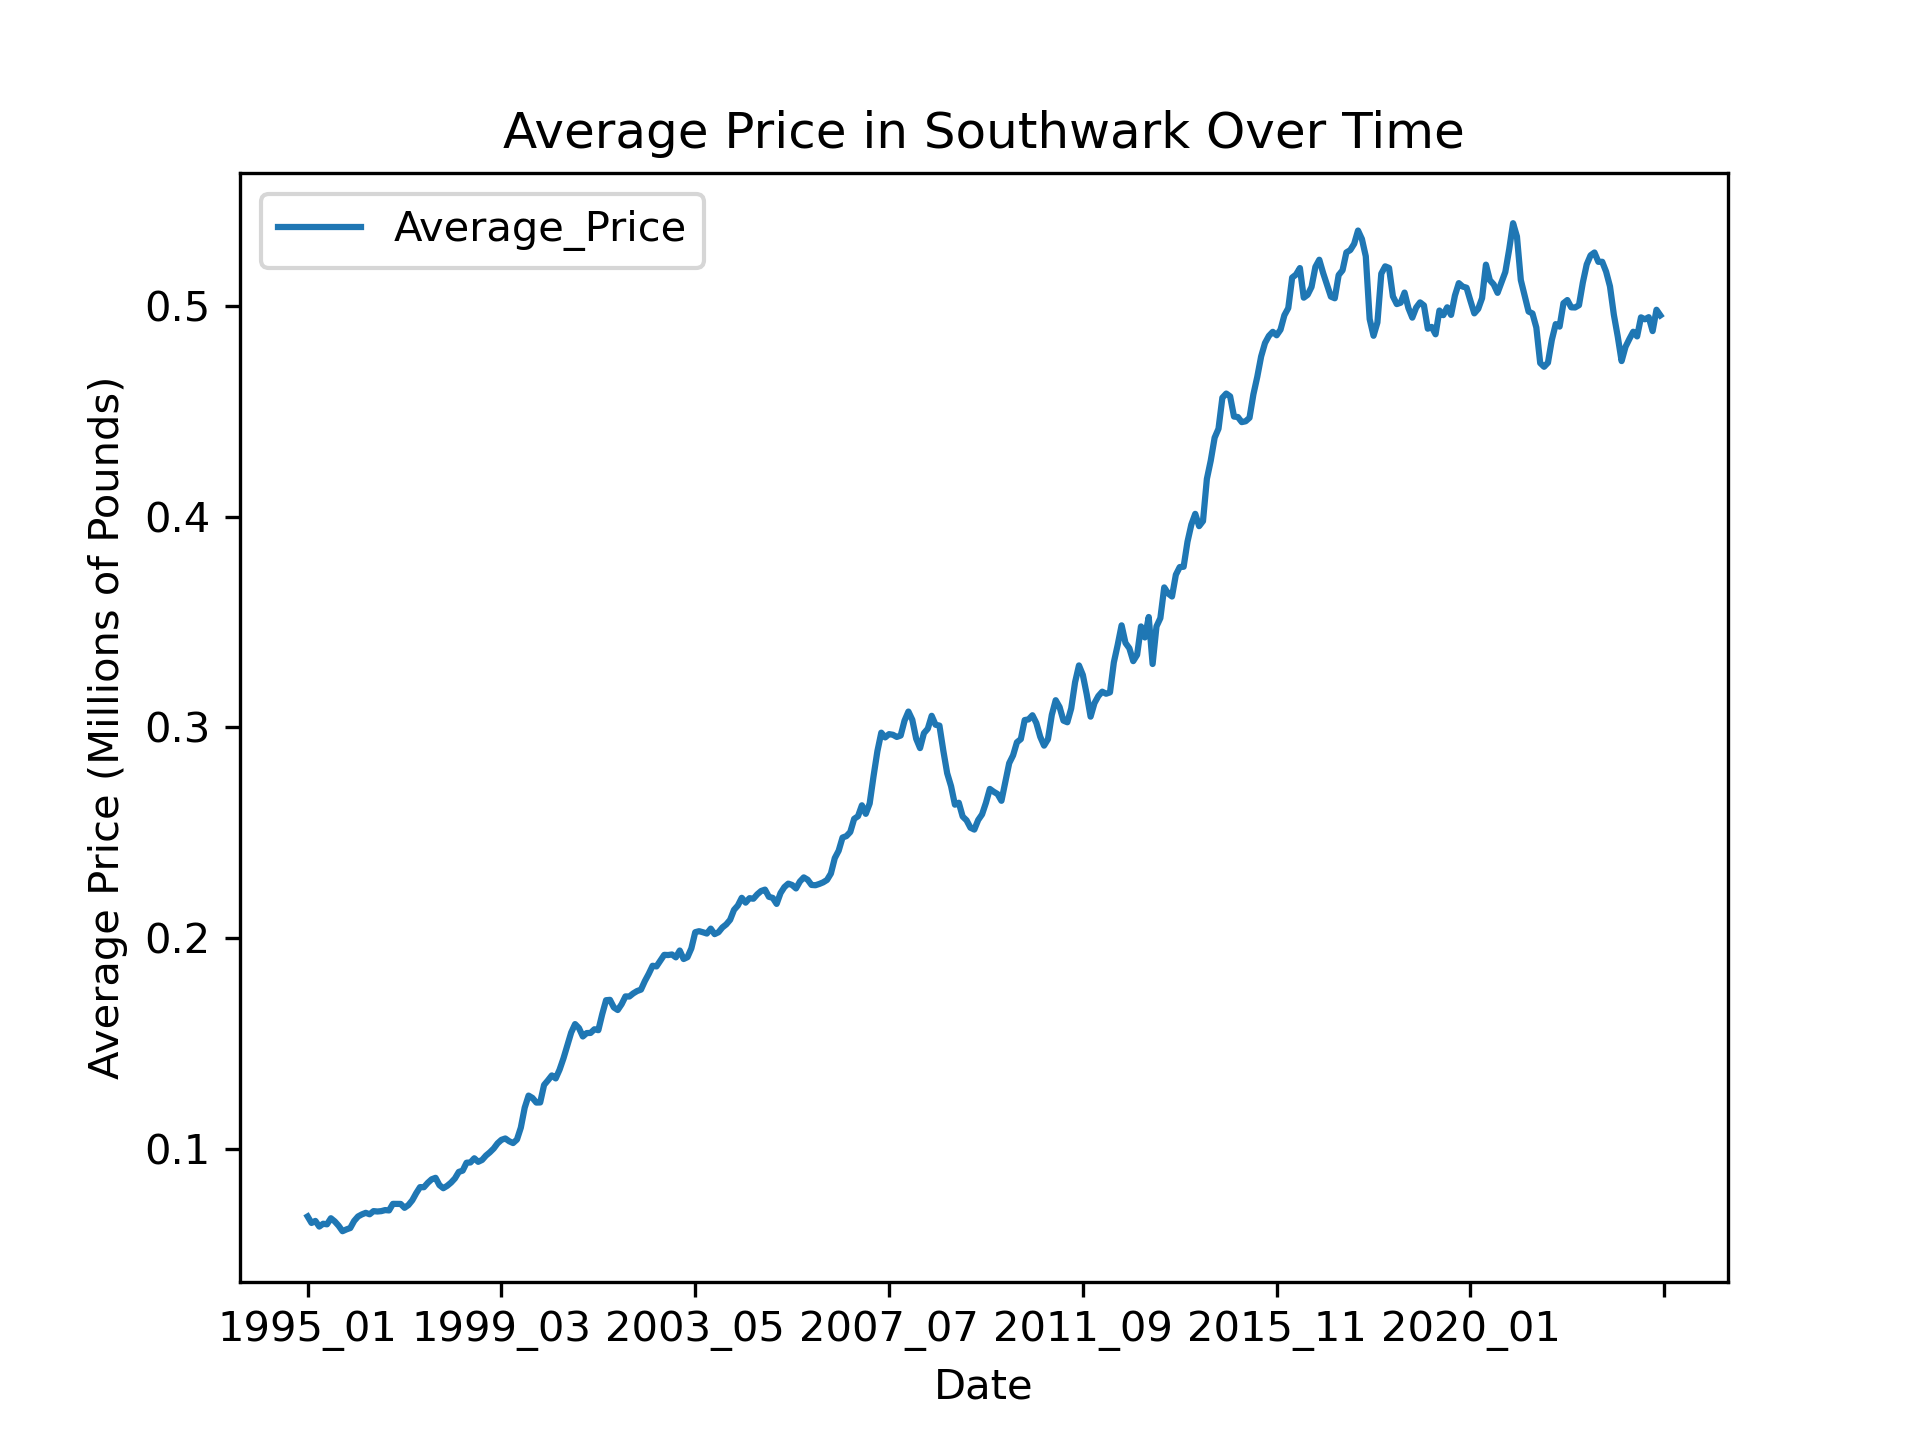 Average Price in Southwark Over Time
Average_Price
Average Price (Millions of Pounds)
0.5
0.4
0.3
0.2
0.1
1995_01 1999_03 2003_05 2007_07 2011_09 2015_11 2020_01
Date